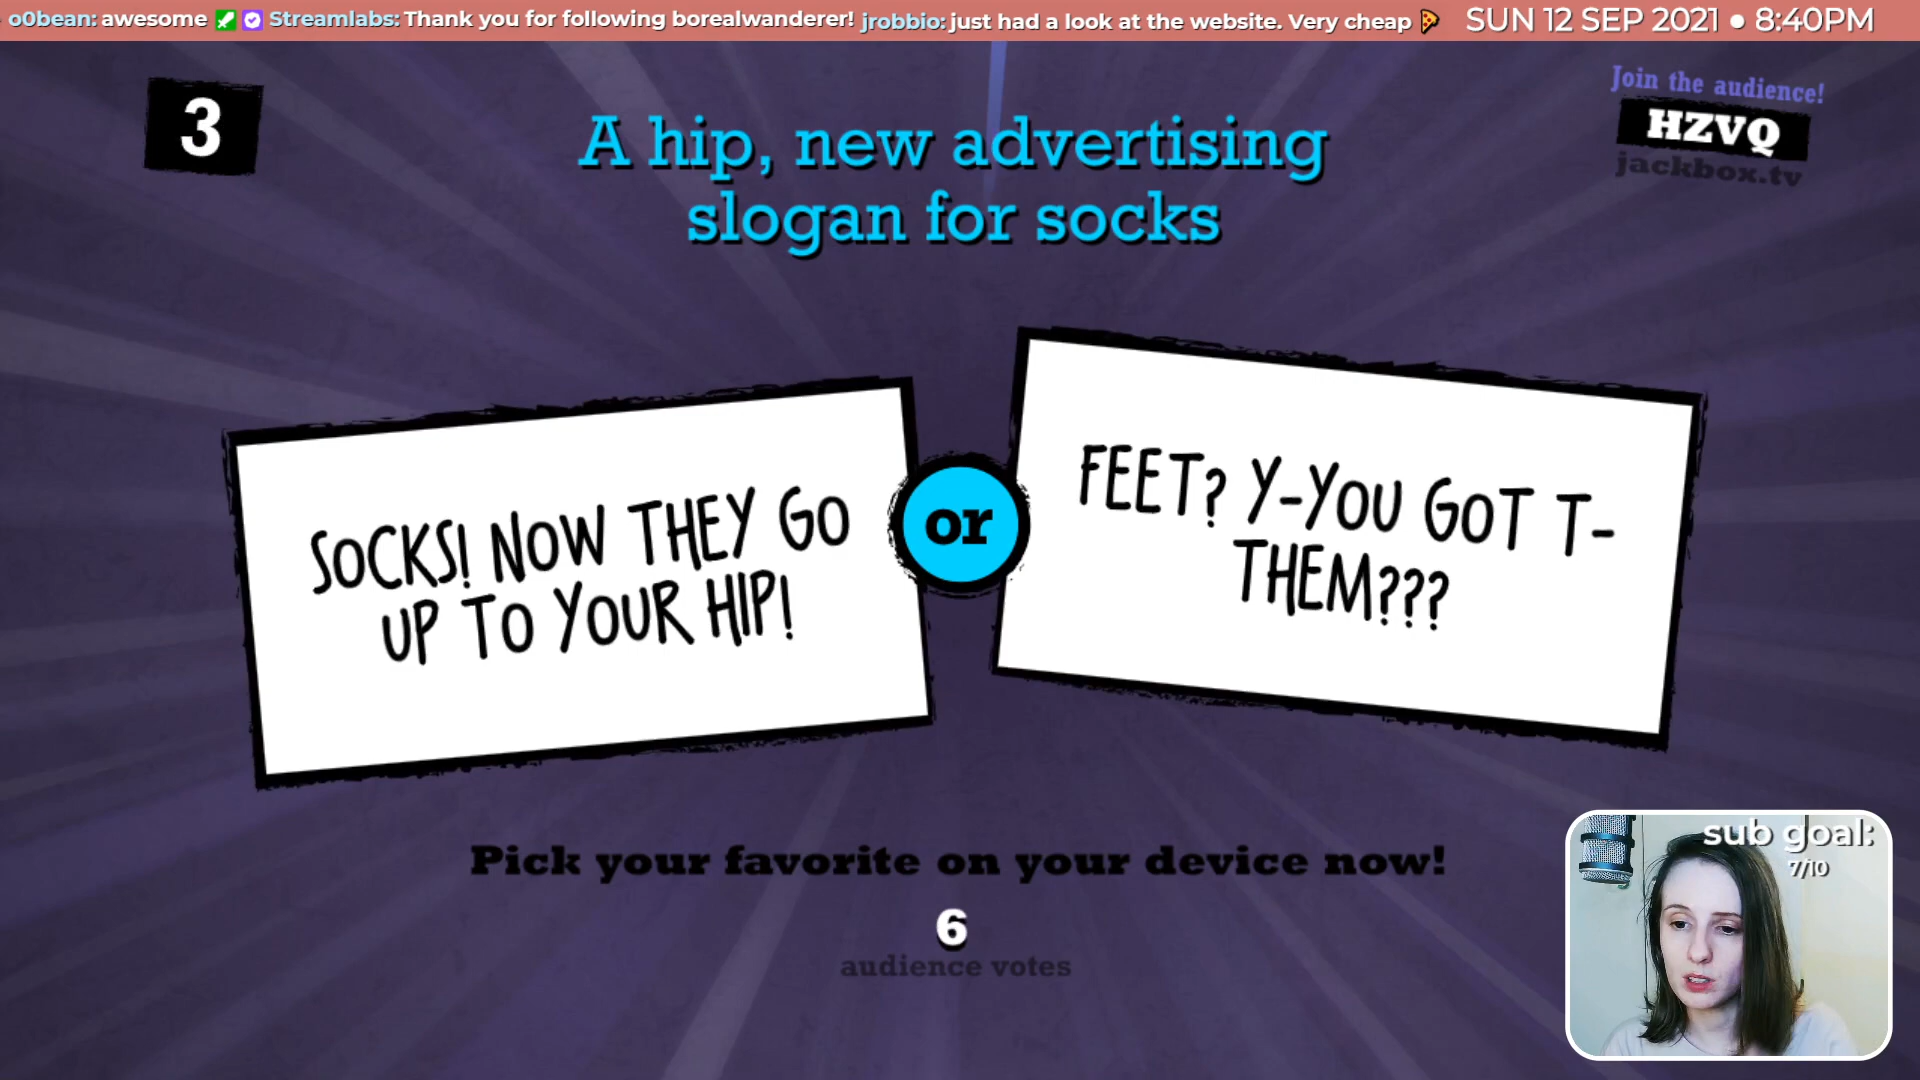 o0bean: awesome Streamlabs: Thank you for following borealwanderer! jrobbio: just had a look at the website. Very cheap SUN 12 SEP 2021 ● 8:40PM
3
A hip, new advertising
slogan for socks
Join the audience!
HZVQ
jackbox.tv
SOCKS! NOW THEY GO
UP TO YOUR HIP!
or
FEET? Y-YOU GOT T-
THEM???
Pick your favorite on your device now!
6
audience votes
sub goal:
7/10